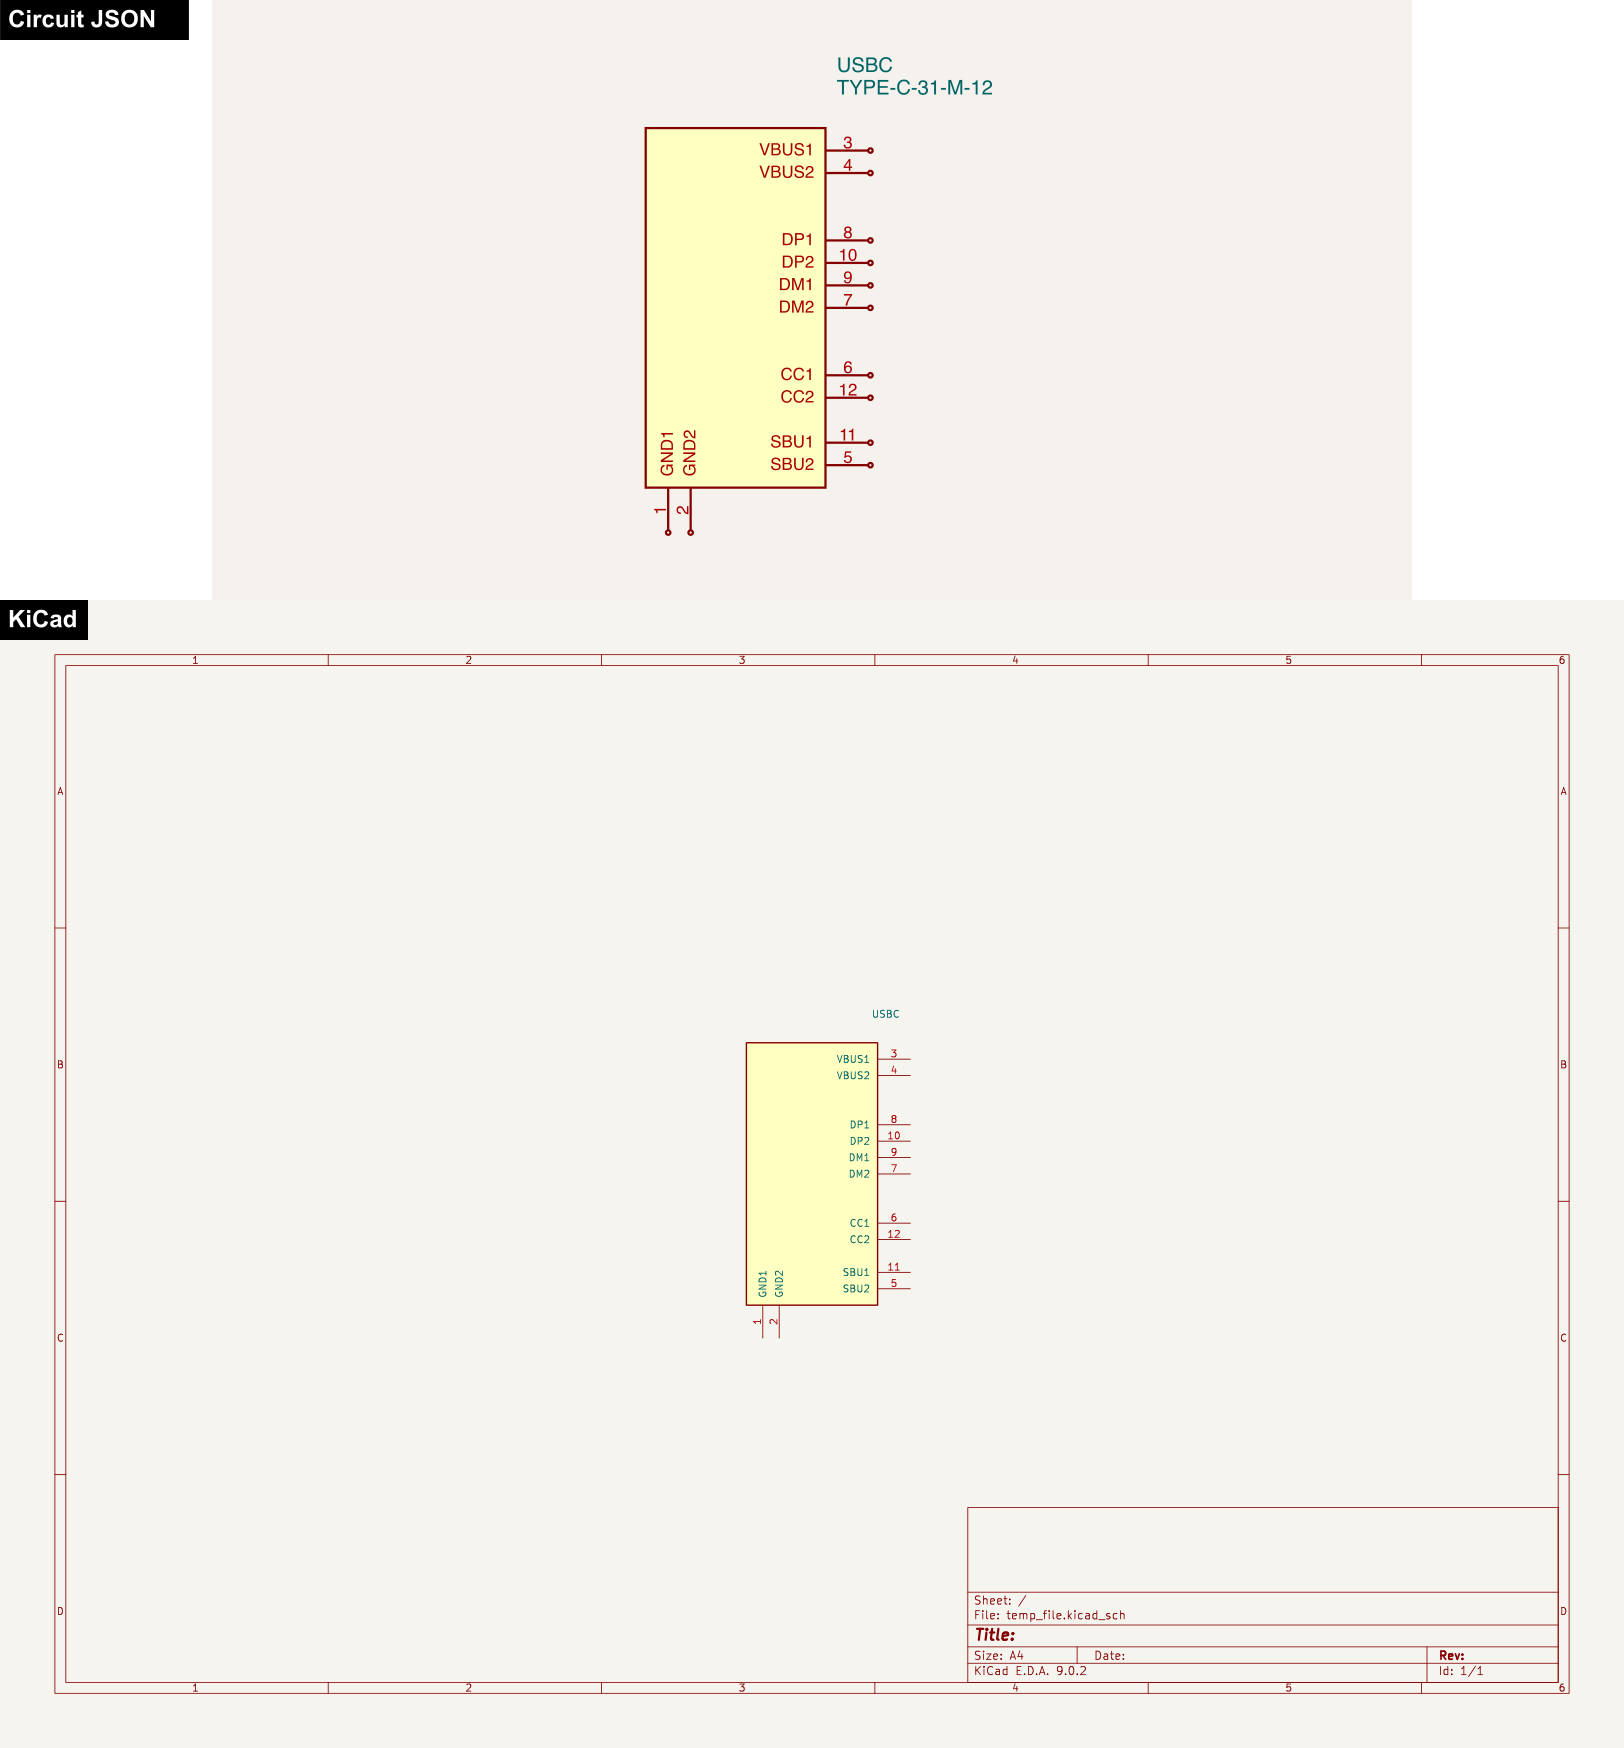 Circuit JSON
USBC
TYPE-C-31-M-12
VBUS1 3
VBUS2 4
DP1 8
DP2 10
DM1 9
DM2 7
CC1 6
CC2 12
SBU1 11
SBU2 5
GND1 GND2
1 2
KiCad
1 2 3 4 5 6
A A
USBC
VBUS1 3
B B
VBUS2 4
DP1 8
DP2 10
DM1 9
DM2 7
CC1 6
CC2 12
SBU1 11
SBU2 5
GND1 GND2
1 2
C C
Sheet: /
D D
File: temp_file.kicad_sch
Title:
Size: A4 Date: Rev:
KiCad E.D.A. 9.0.2 Id: 1/1
1 2 3 4 5 6